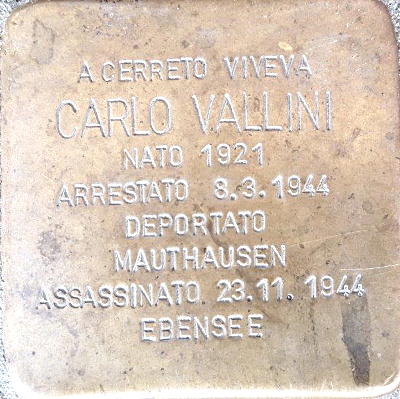 A CERRETO VIVEVA
CARLO VALLINI
NATO 1921
ARRESTATO 8.3.1944
DEPORTATO
MAUTHAUSEN
ASSASSINATO 23.11.1944
EBENSEE